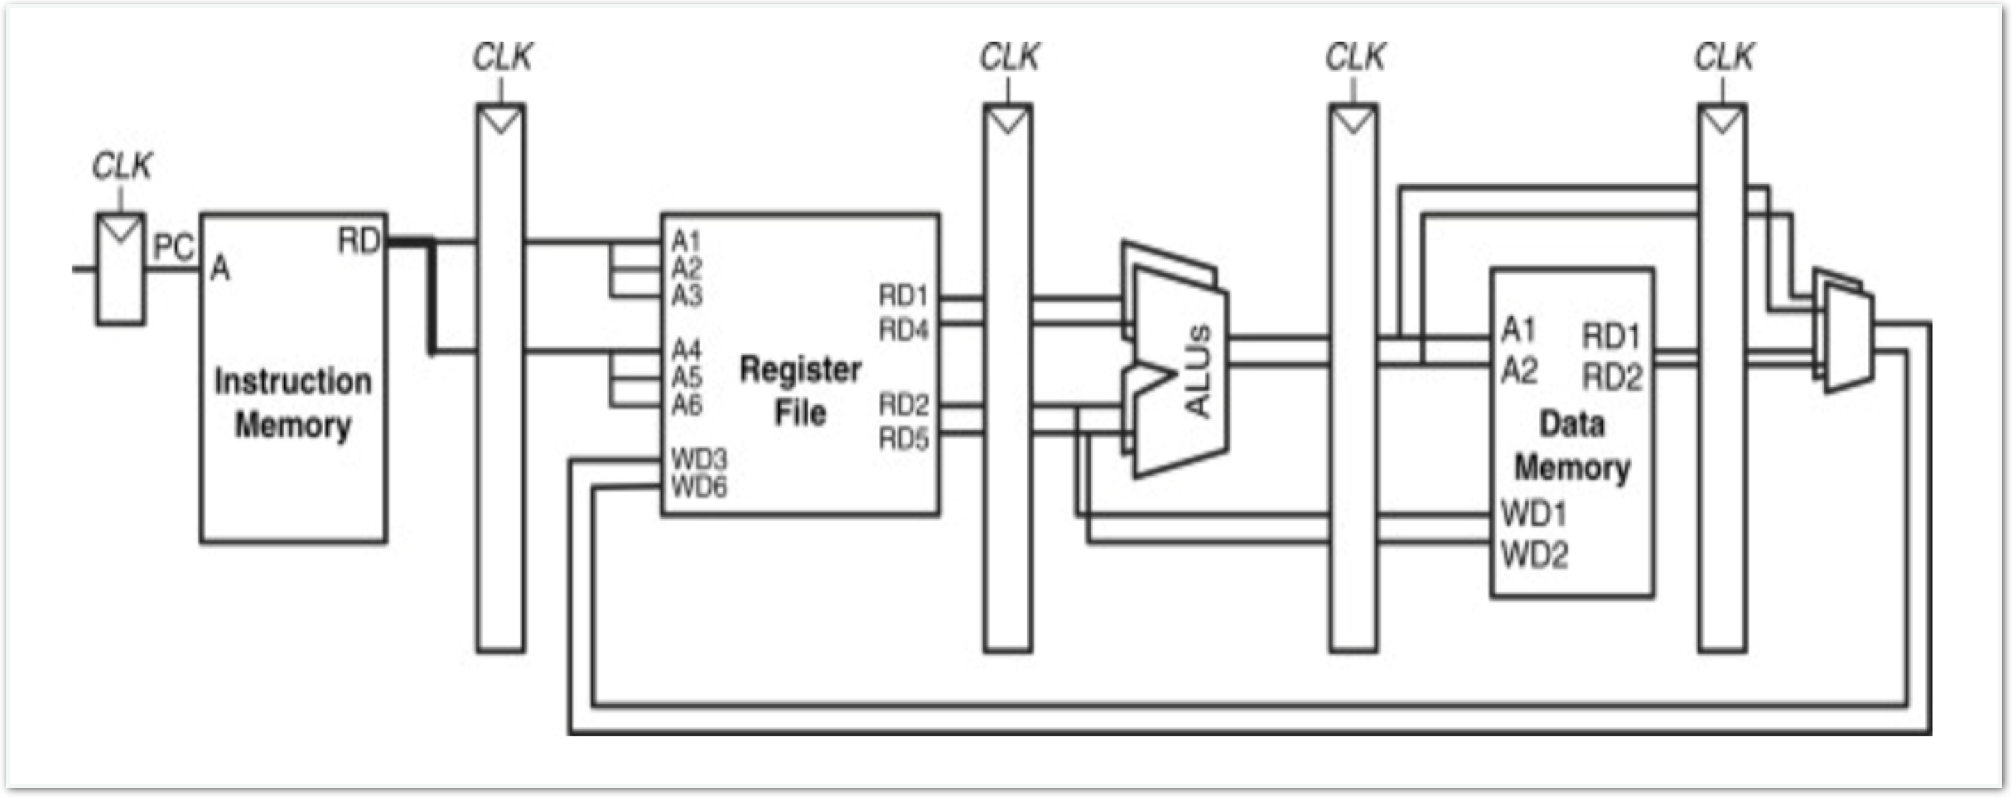 CLK
CLK
CLK
CLK
CLK
PC
A
RD
Instruction
Memory
A1
A2
A3
A4
A5
A6
WD3
WD6
Register
File
RD1
RD4
RD2
RD5
ALUs
A1
A2
RD1
RD2
Data
Memory
WD1
WD2